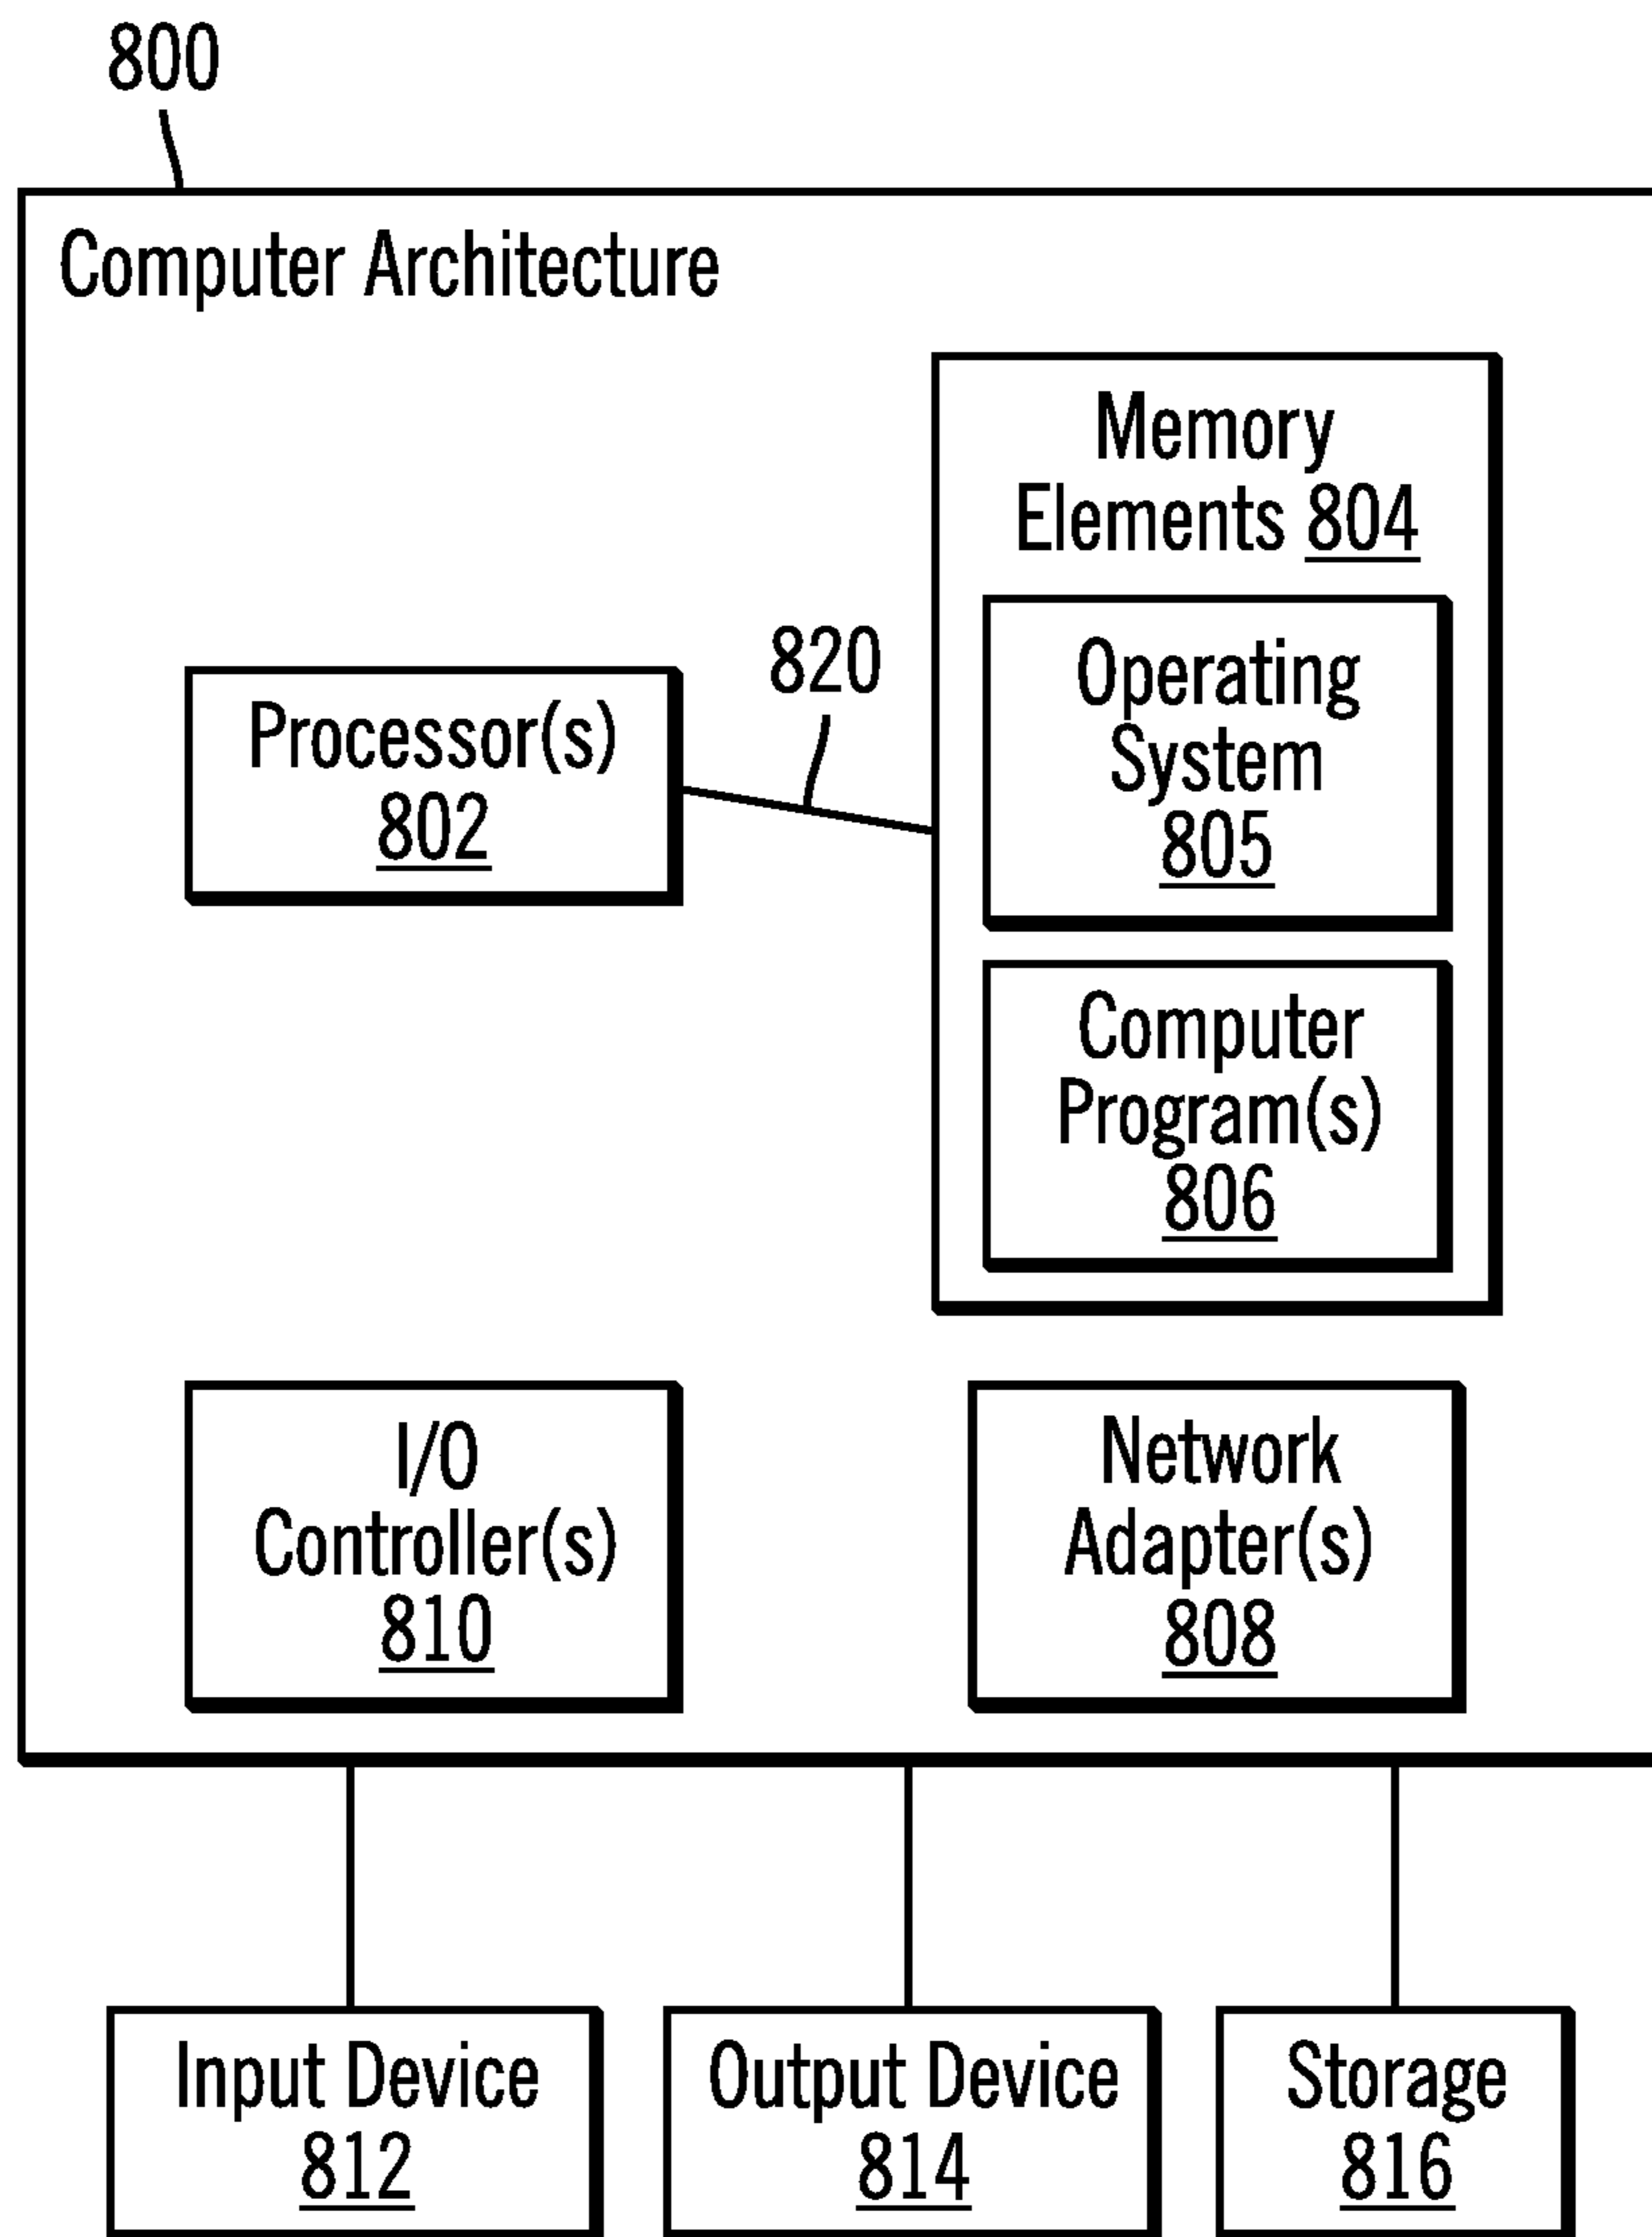 800
Computer Architecture
Memory
Elements 804
820
Operating
System
805
Processor(s)
802
Computer
Program(s)
806
I/O
Controller(s)
810
Network
Adapter(s)
808
Input Device
812
Output Device
814
Storage
816